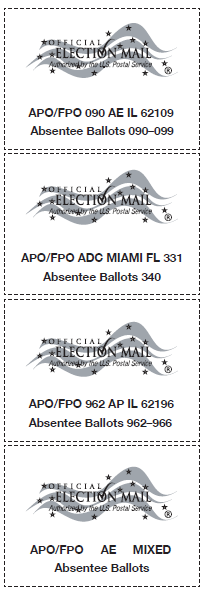 OFFICIAL
ELECTION MAIL
Authorized by the U.S. Postal Service
®
APO/FPO 090 AE IL 62109
Absentee Ballots 090–099
OFFICIAL
ELECTION MAIL
Authorized by the U.S. Postal Service
®
APO/FPO ADC MIAMI FL 331
Absentee Ballots 340
OFFICIAL
ELECTION MAIL
Authorized by the U.S. Postal Service
®
APO/FPO 962 AP IL 62196
Absentee Ballots 962–966
OFFICIAL
ELECTION MAIL
Authorized by the U.S. Postal Service
®
APO/FPO AE MIXED
Absentee Ballots